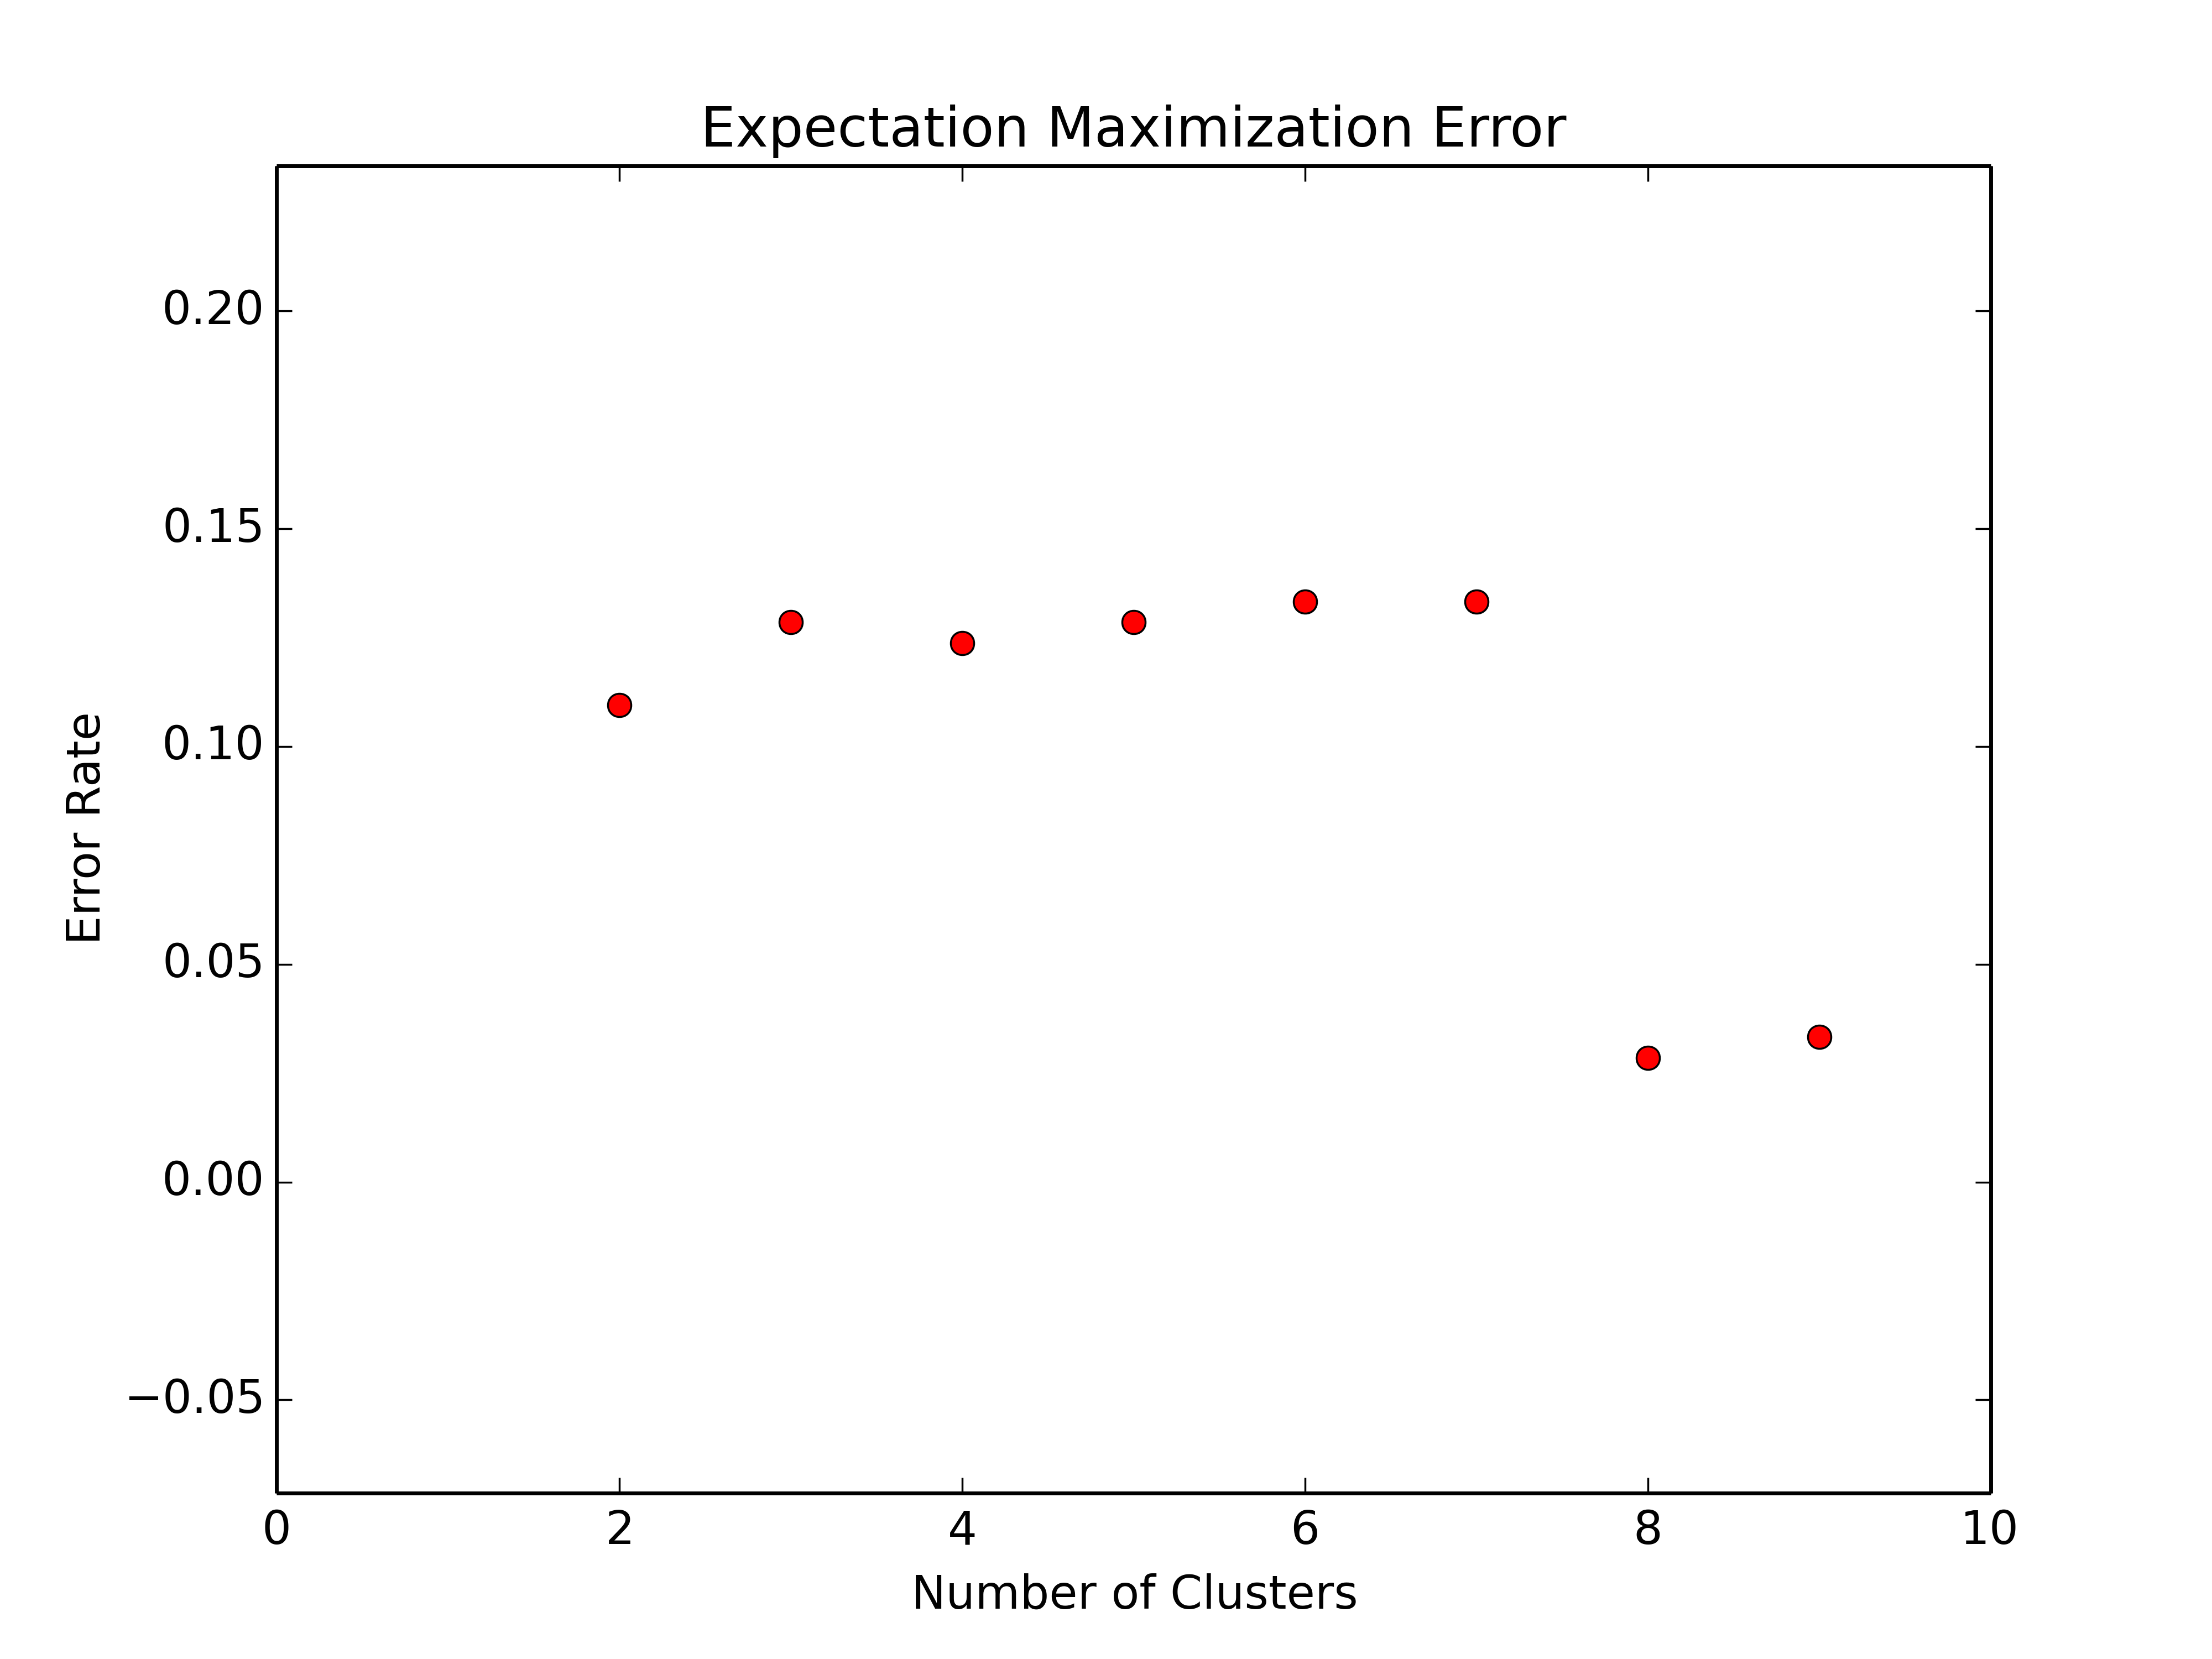 Expectation Maximization Error
0.20
0.15
0.10
0.05
0.00
−0.05
Error Rate
0 2 4 6 8 10
Number of Clusters